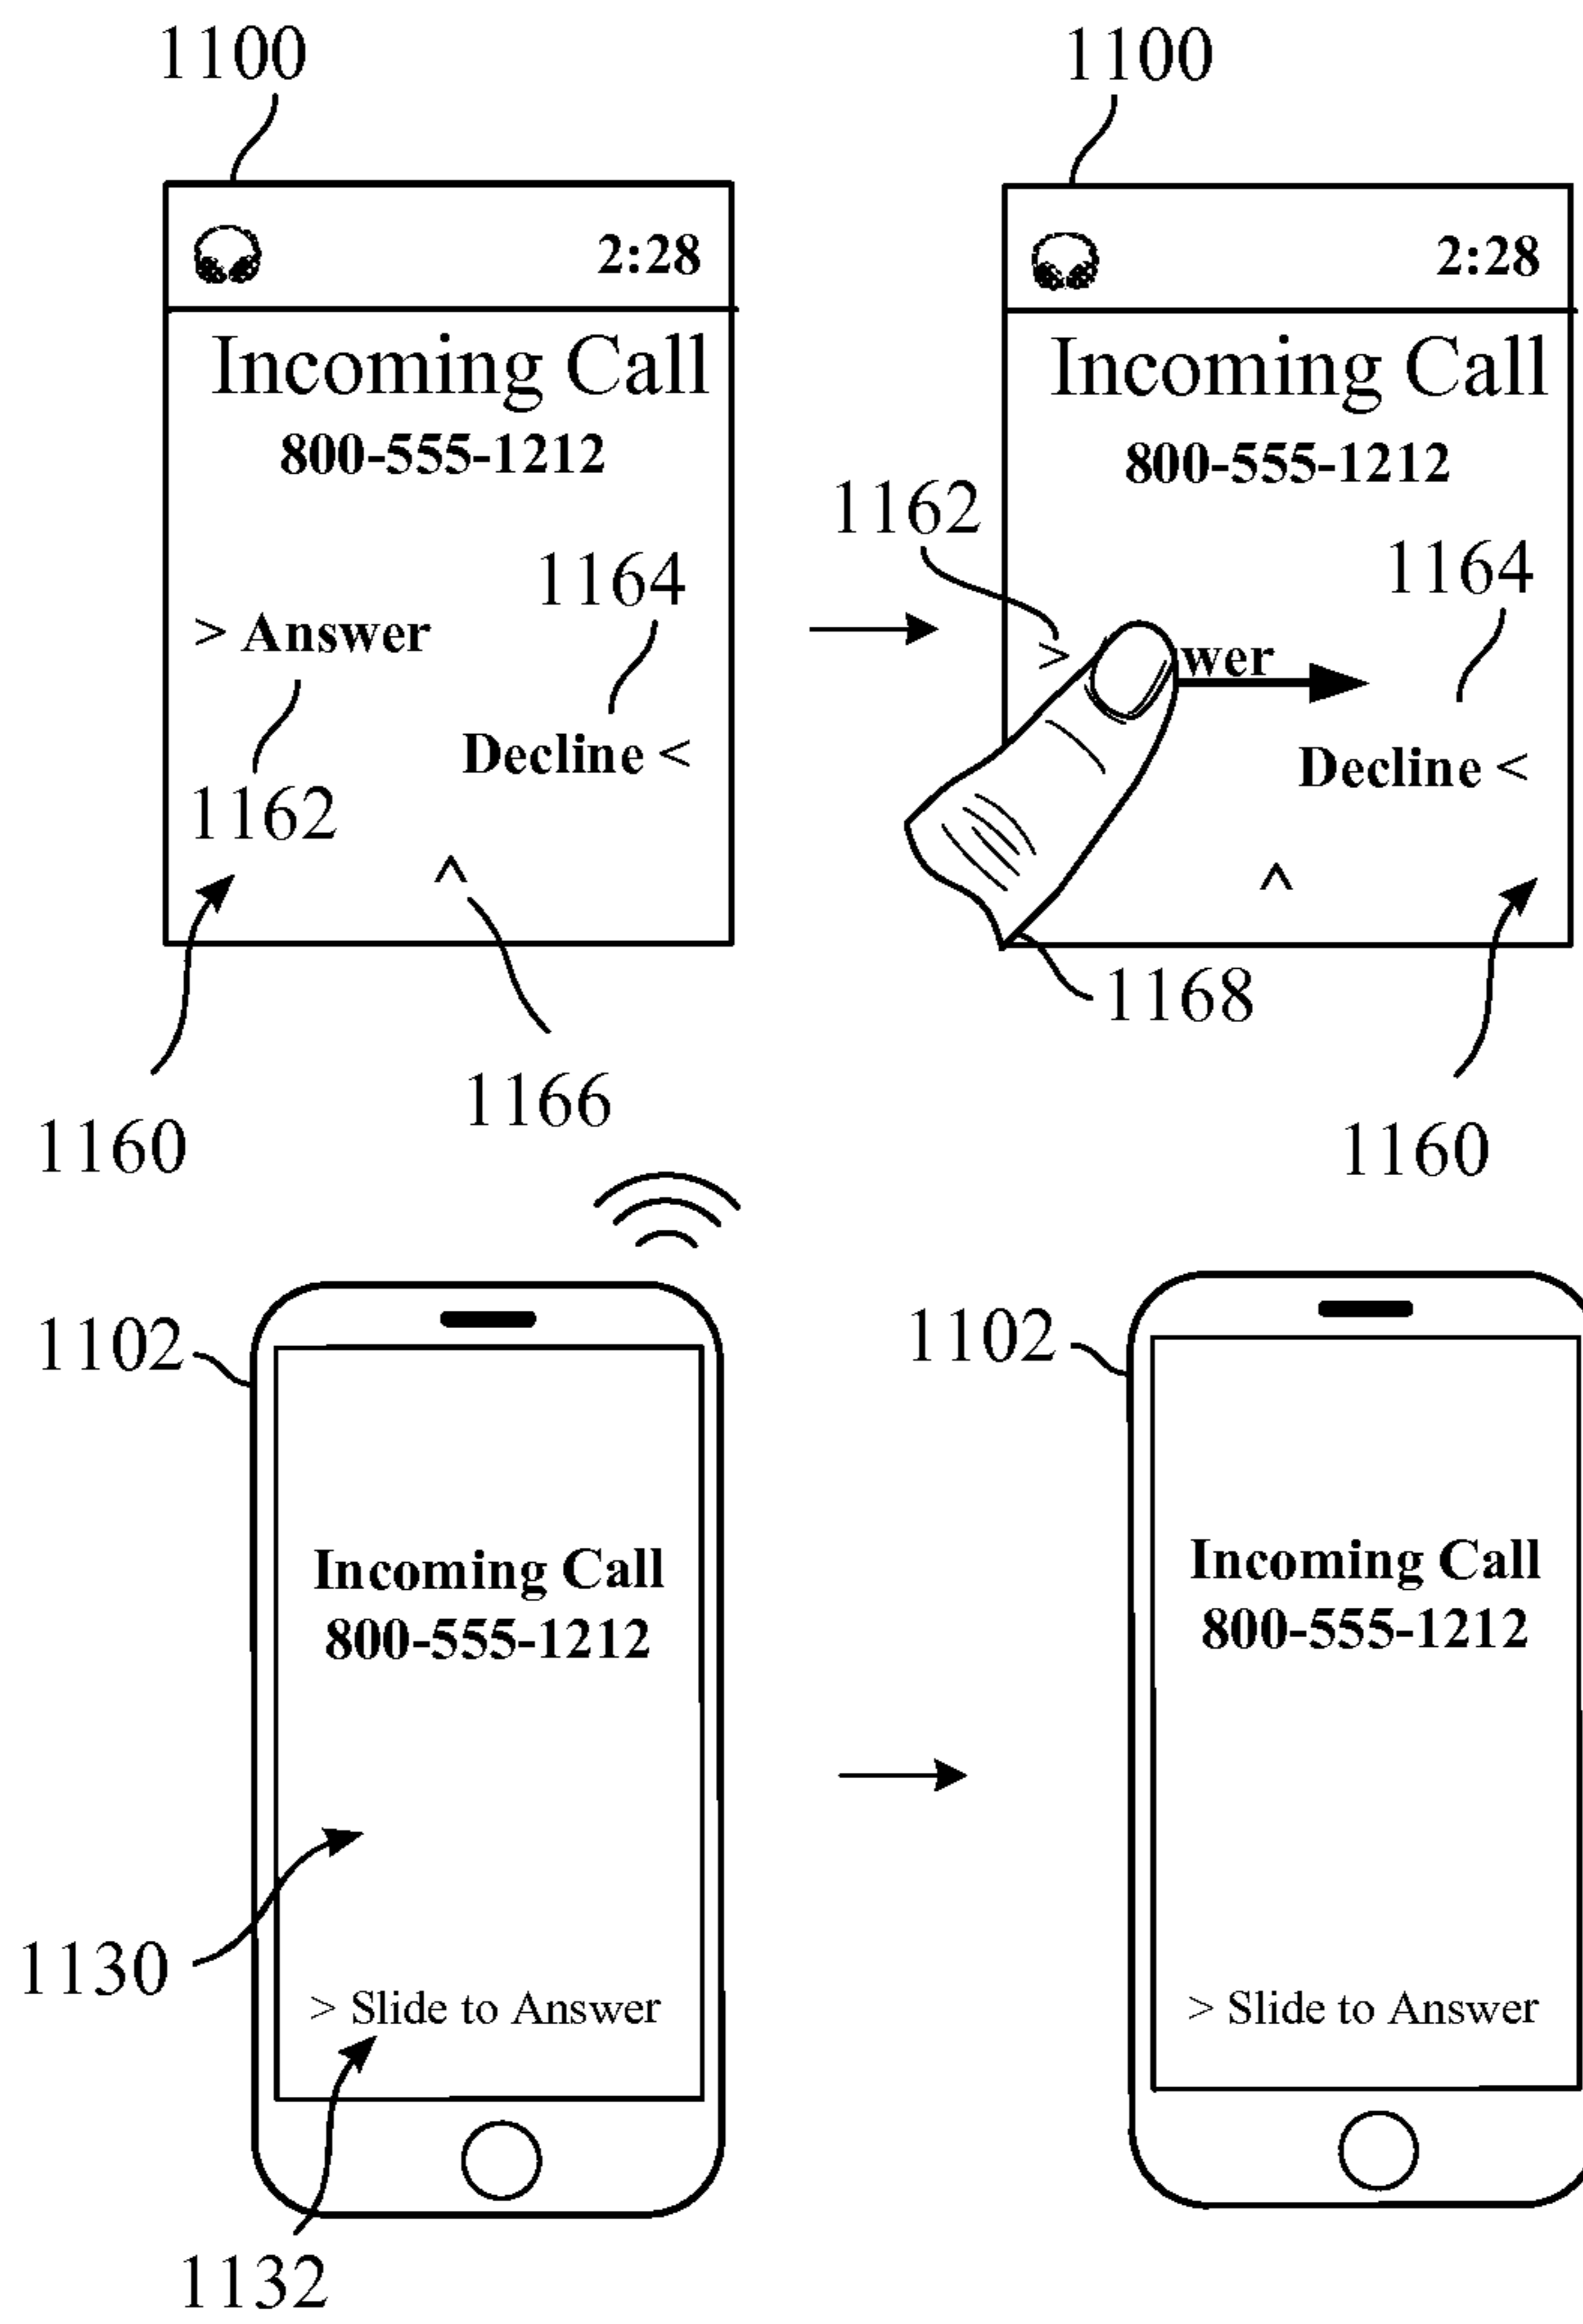 1100
1100
2:28
2:28
Incoming Call
Incoming Call
800-555-1212
800-555-1212
1162
1164
1164
> Answer
> wer
Decline <
Decline <
1162
^
^
1168
1166
1160
1160
1102
1102
Incoming Call
800-555-1212
Incoming Call
800-555-1212
1130
> Slide to Answer
> Slide to Answer
1132